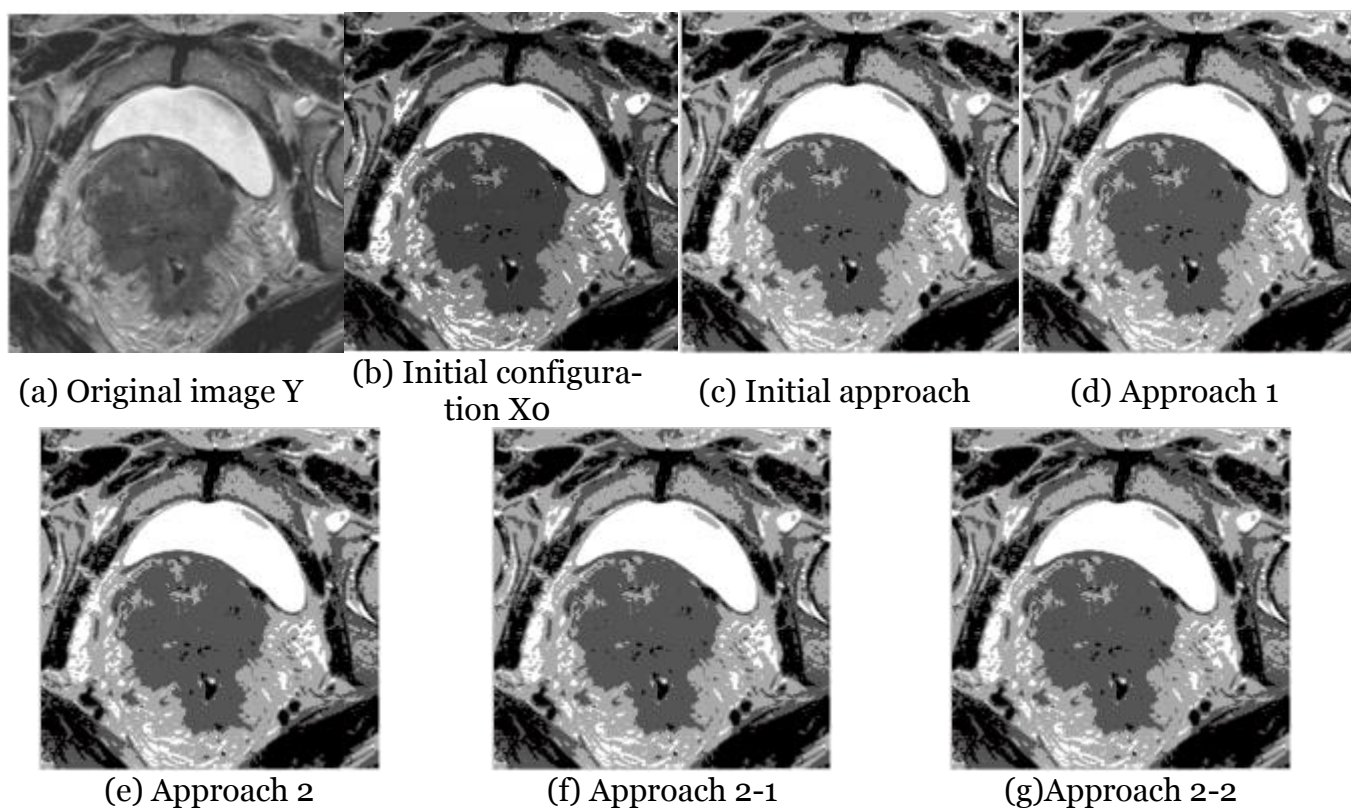 (a) Original image Y
(b) Initial configura-
tion X0
(c) Initial approach
(d) Approach 1
(e) Approach 2
(f) Approach 2-1
(g)Approach 2-2